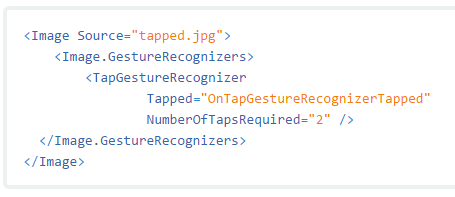 <Image Source="tapped.jpg">
    <Image.GestureRecognizers>
        <TapGestureRecognizer
                Tapped="OnTapGestureRecognizerTapped"
                NumberOfTapsRequired="2" />
  </Image.GestureRecognizers>
</Image>